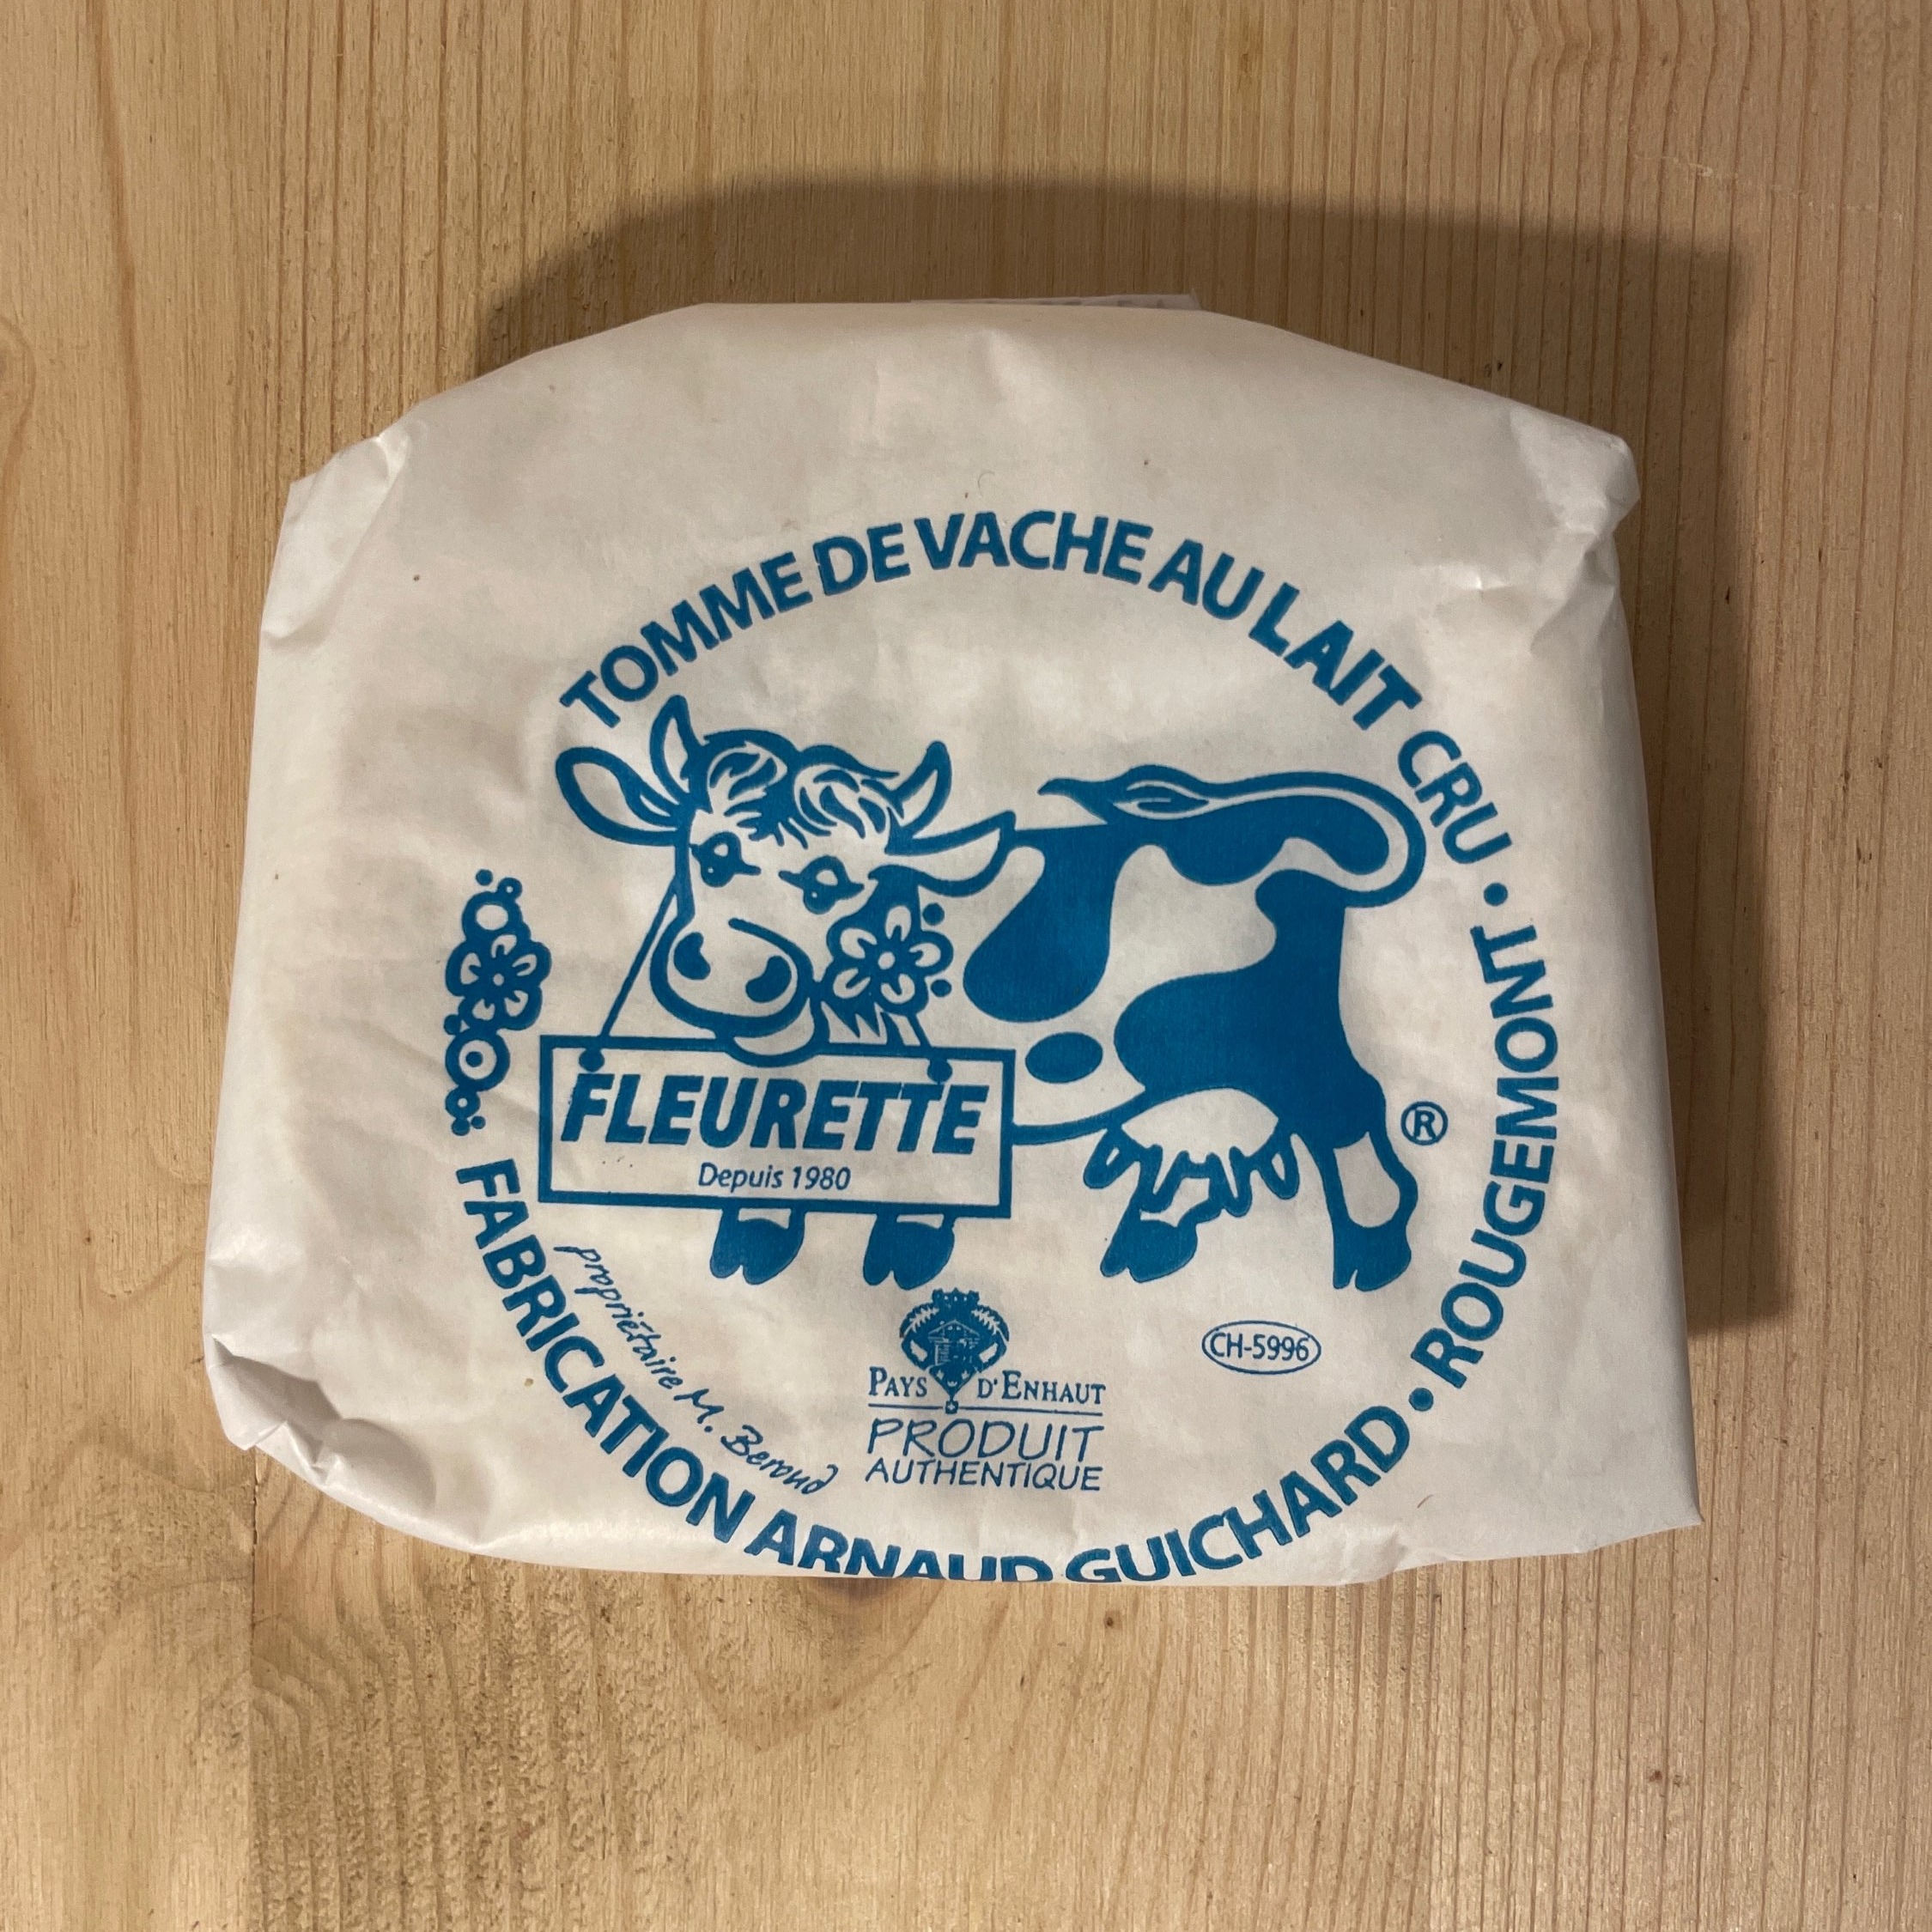 TOMME DE VACHE AU LAIT CRU • ROUGEMONT •
FABRICATION ARNAUD GUICHARD
FLEURETTE
Depuis 1980
®
propriétaire M. Beroud
CH-5996
PAYS D'ENHAUT
PRODUIT
AUTHENTIQUE